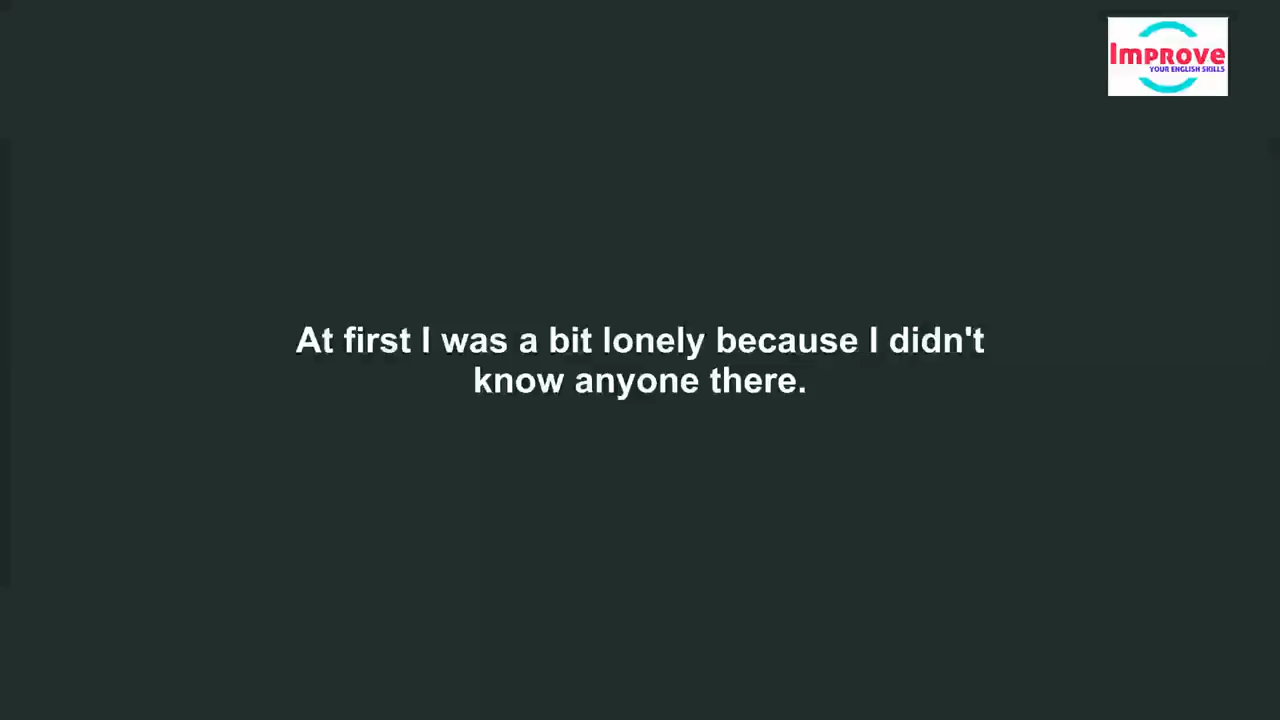 Improve
YOUR ENGLISH SKILLS
At first I was a bit lonely because I didn't
know anyone there.